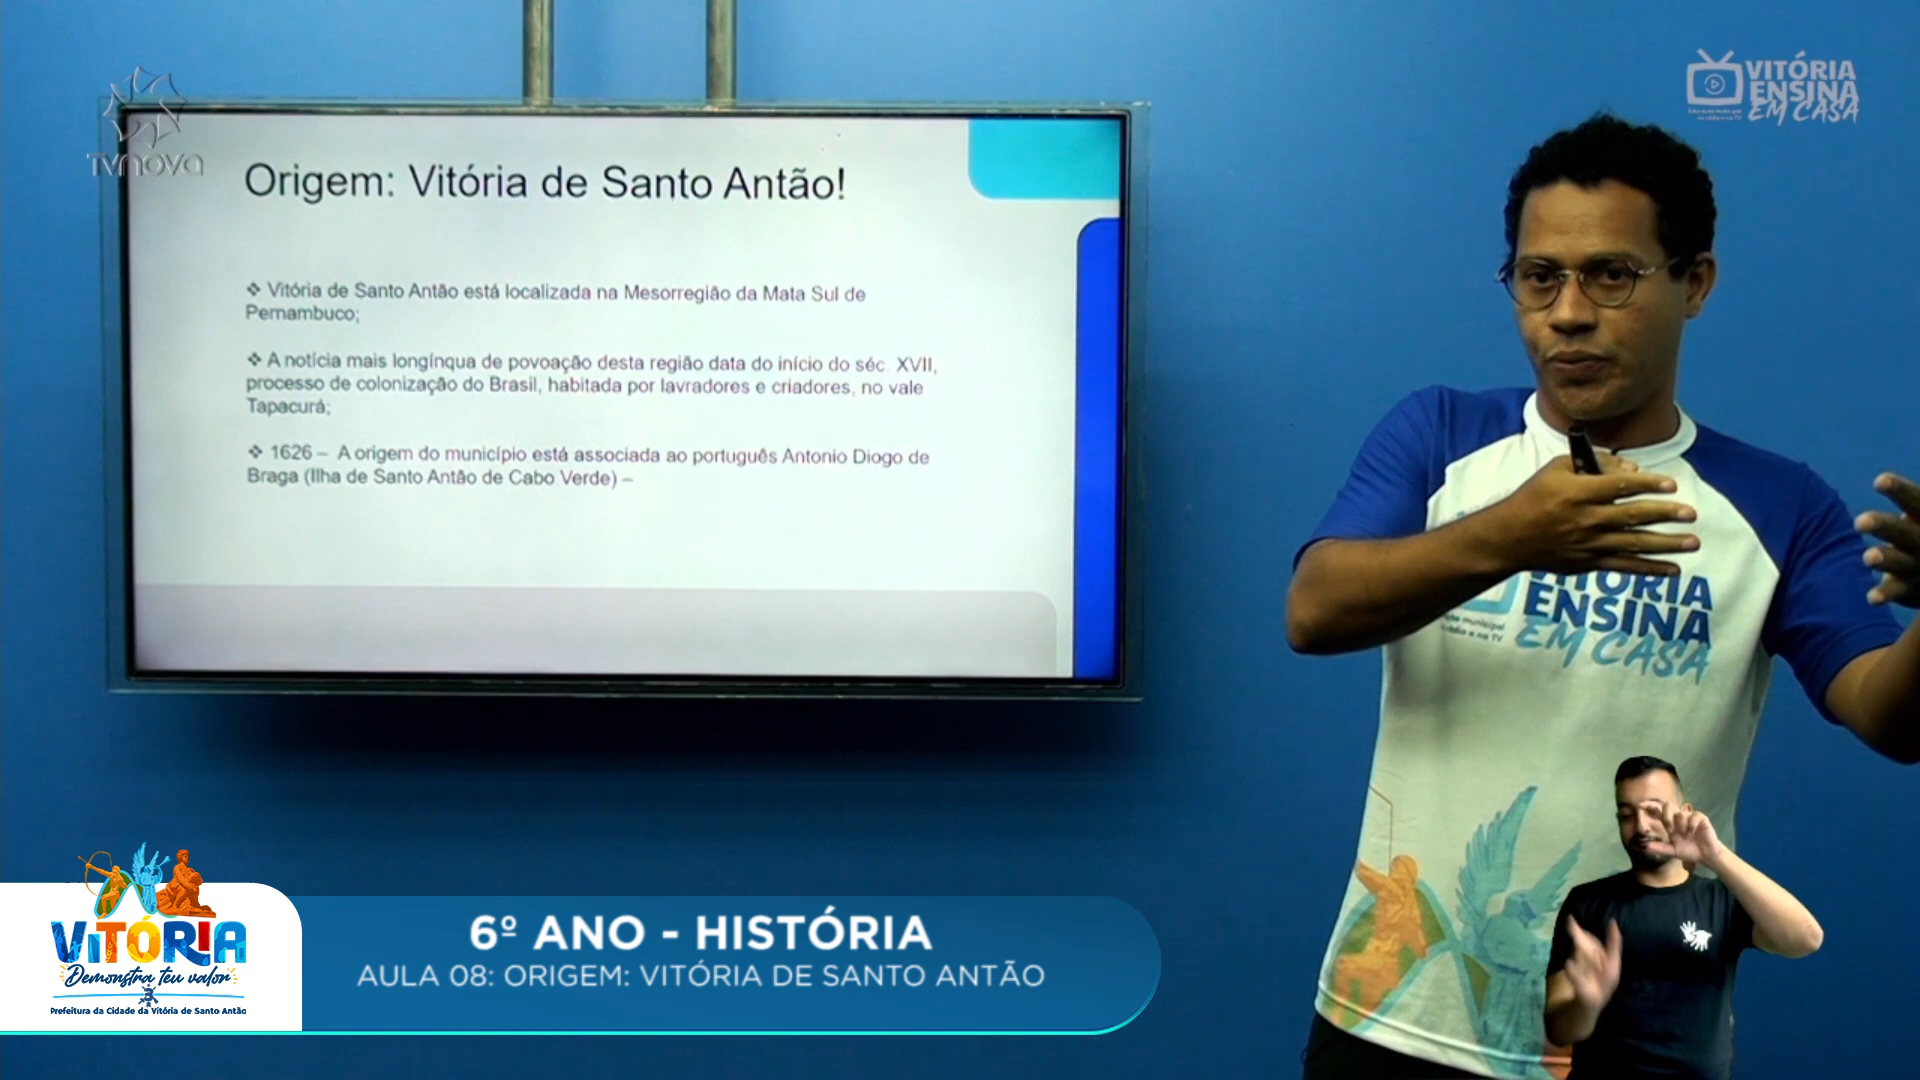 TVNOVA
VITÓRIA
ENSINA
EM CASA
Origem: Vitória de Santo Antão!
❖ Vitória de Santo Antão está localizada na Mesorregião da Mata Sul de
Pernambuco;
❖ A notícia mais longínqua de povoação desta região data do início do séc. XVII,
processo de colonização do Brasil, habitada por lavradores e criadores, no vale
Tapacurá;
❖ 1626 – A origem do município está associada ao português Antonio Diogo de
Braga (Ilha de Santo Antão de Cabo Verde) –
VITÓRIA
ENSINA
EM CASA
municipal
e na TV
VITÓRIA
Demonstra teu valor
Prefeitura da Cidade da Vitória de Santo Antão
6º ANO - HISTÓRIA
AULA 08: ORIGEM: VITÓRIA DE SANTO ANTÃO